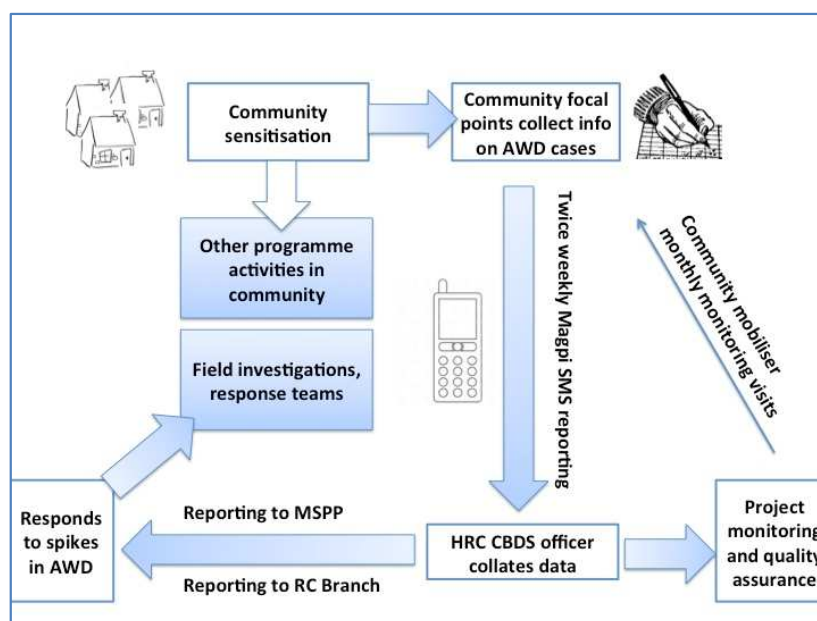 Community
sensitisation
Community focal
points collect info
on AWD cases
Other programme
activities in
community
Field investigations,
response teams
Twice weekly Magpi SMS reporting
Community mobiliser
monthly monitoring
visits
Responds
to spikes
in AWD
Reporting to MSPP
Reporting to RC Branch
HRC CBDS officer
collates data
Project
monitoring
and quality
assurance